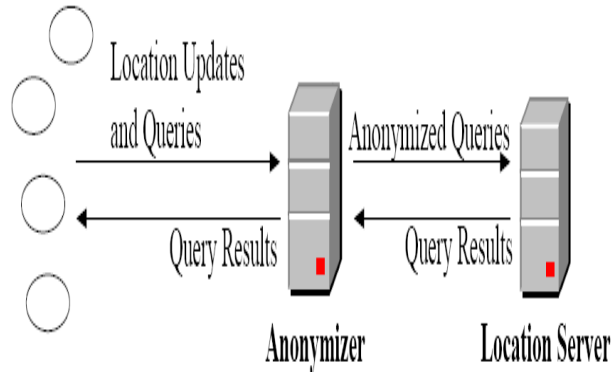 Location Updates
and Queries
Anonymized Queries
Query Results
Query Results
Anonymizer
Location Server